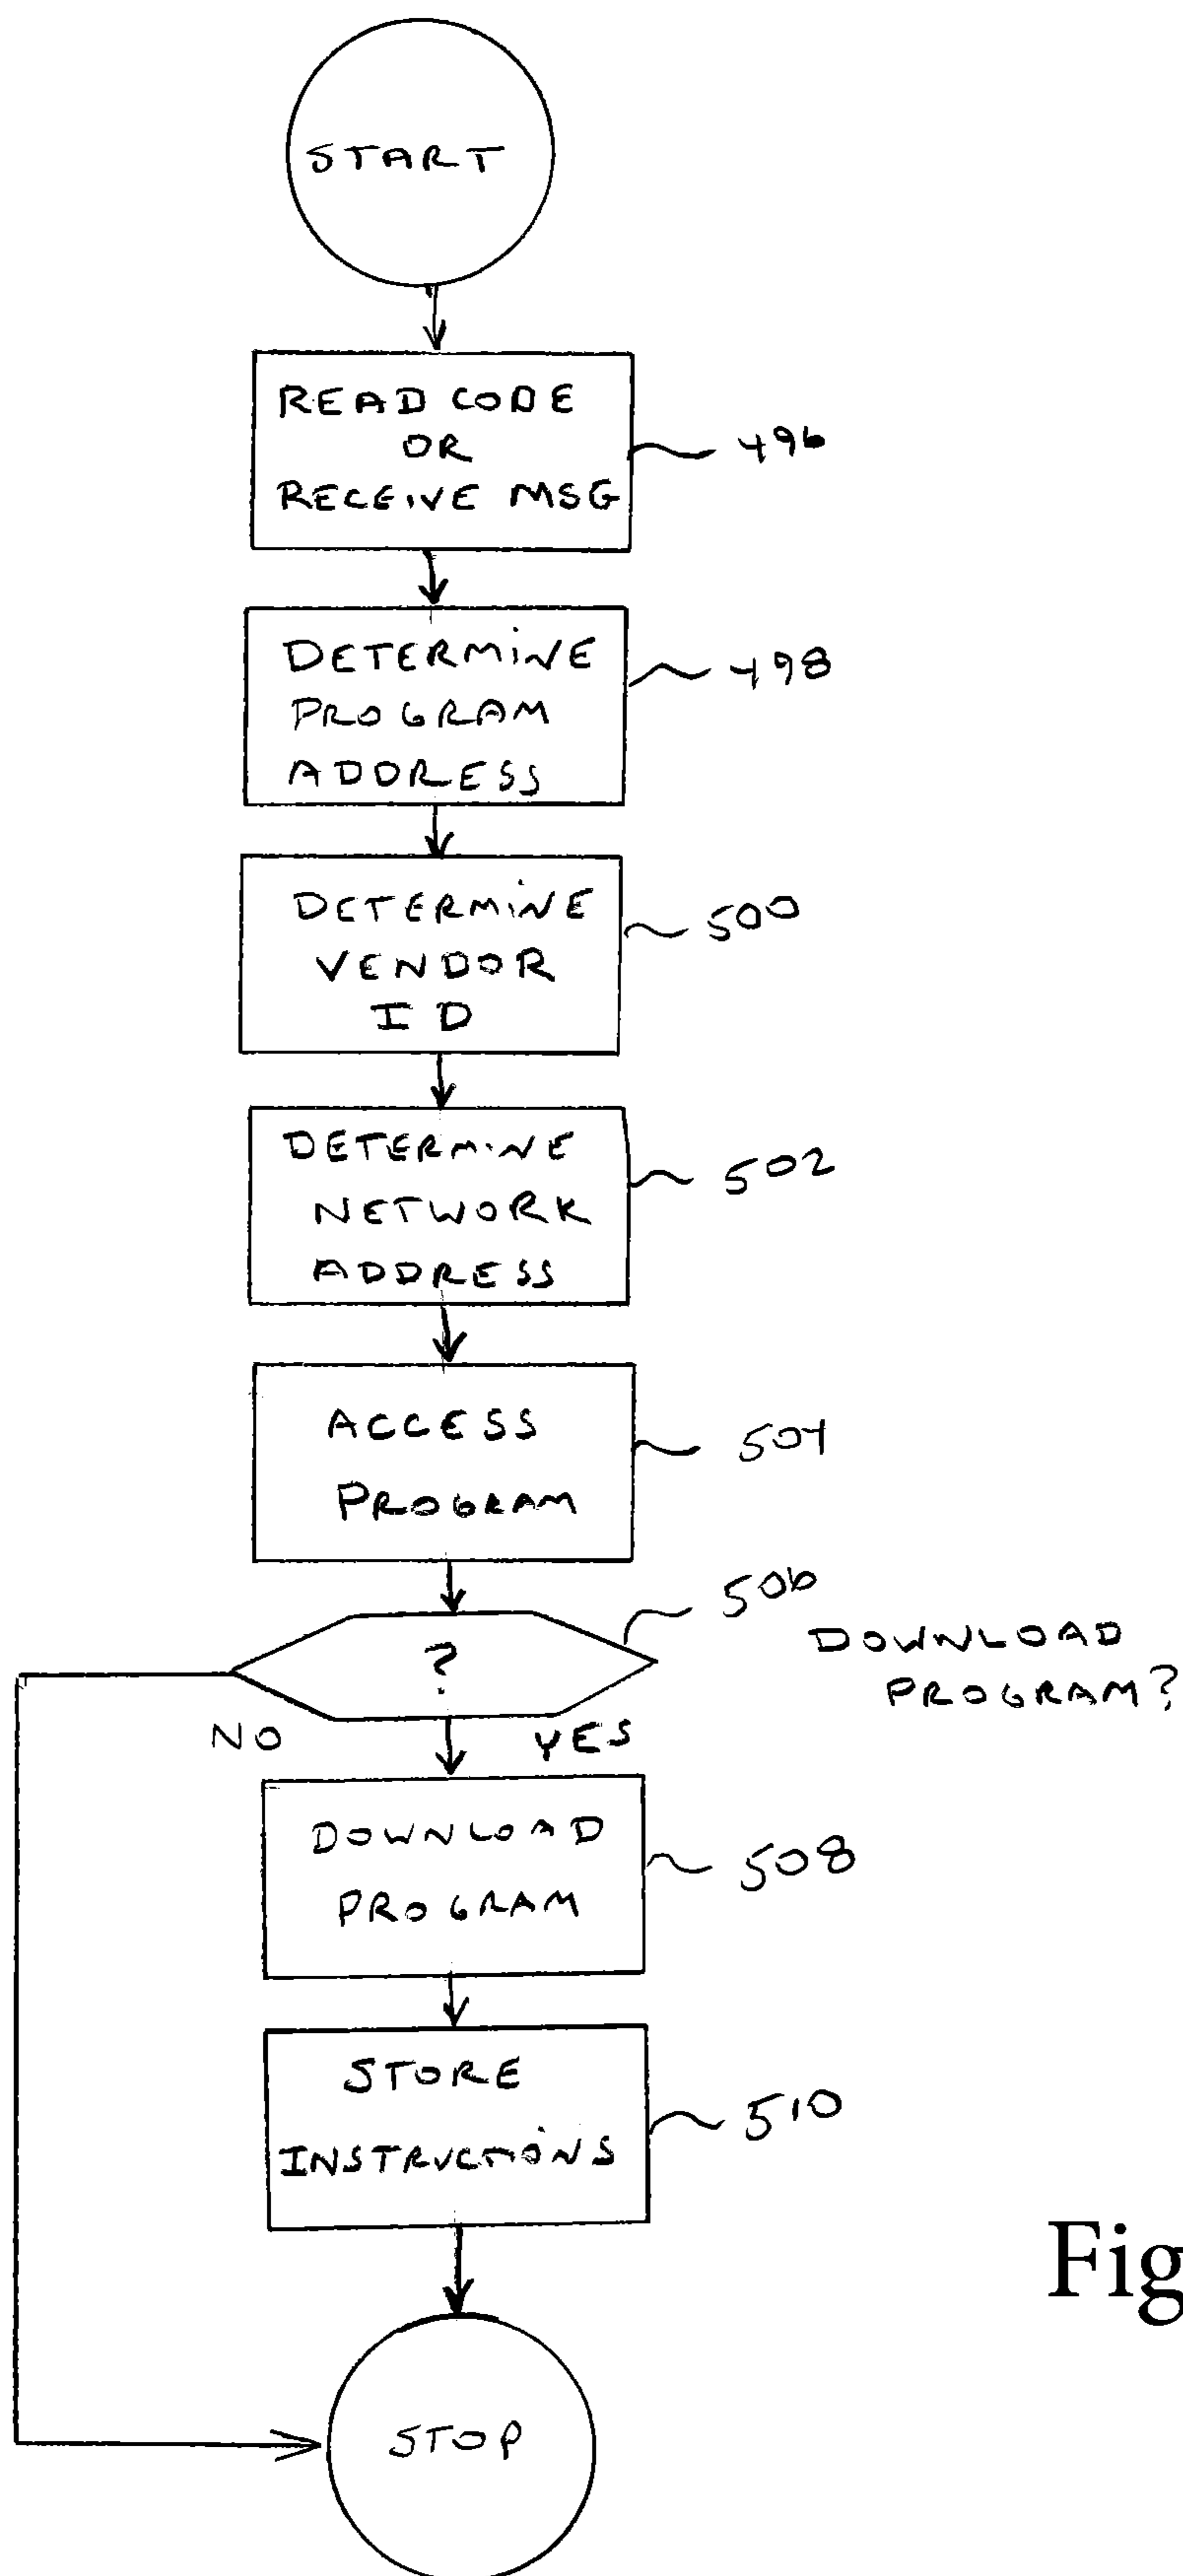 START
READ CODE
OR
RECEIVE MSG
496
DETERMINE
PROGRAM
ADDRESS
498
DETERMINE
VENDOR
ID
500
DETERMINE
NETWORK
ADDRESS
502
ACCESS
PROGRAM
504
506
?
DOWNLOAD
PROGRAM?
NO
YES
DOWNLOAD
PROGRAM
508
STORE
INSTRUCTIONS
510
Fig
STOP